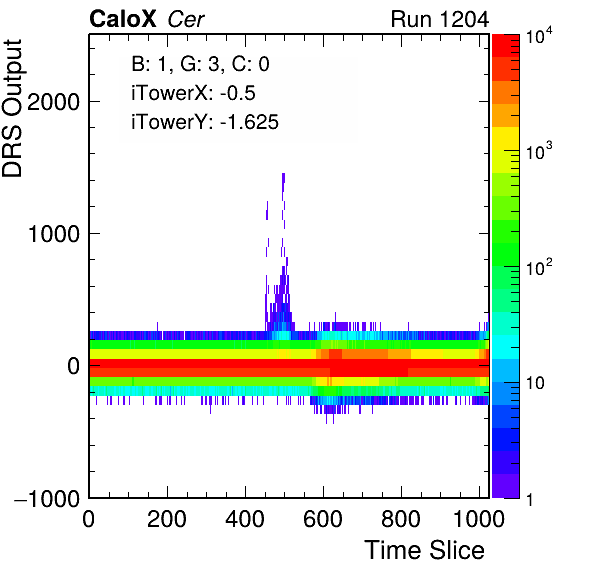 CaloX Cer Run 1204
B: 1, G: 3, C: 0
iTowerX: -0.5
iTowerY: -1.625
DRS Output
2000
1000
0
−1000
0 200 400 600 800 1000
Time Slice
10^4
10^3
10^2
10
1